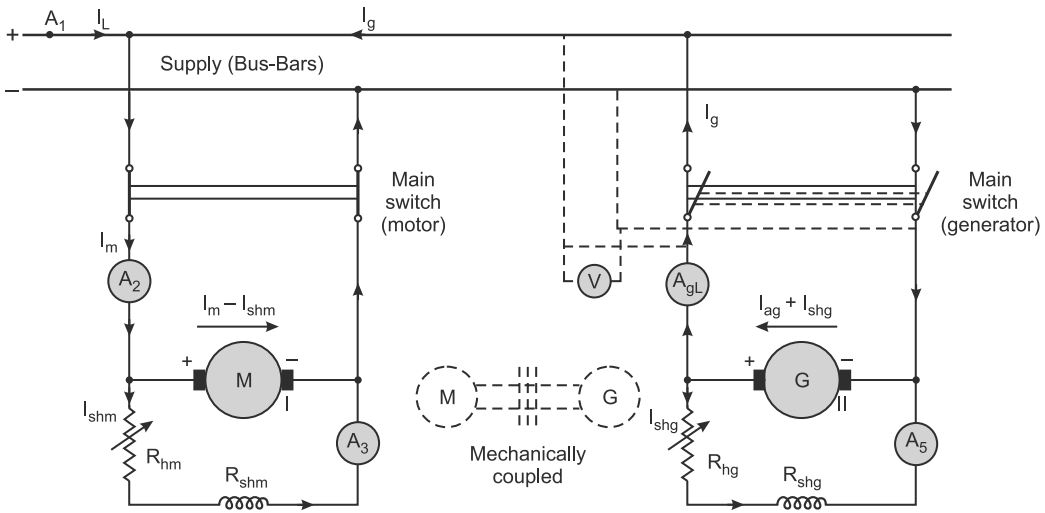 A1
IL
Ig
+
Supply (Bus-Bars)
–
Ig
Main
switch
(motor)
Main
switch
(generator)
Im
A2
V
AgL
Im – Ishm
Iag + Ishg
+
M
–
I
+
G
–
II
M
G
Mechanically
coupled
Ishm
Rhm
A3
Rshm
Ishg
Rhg
A5
Rshg